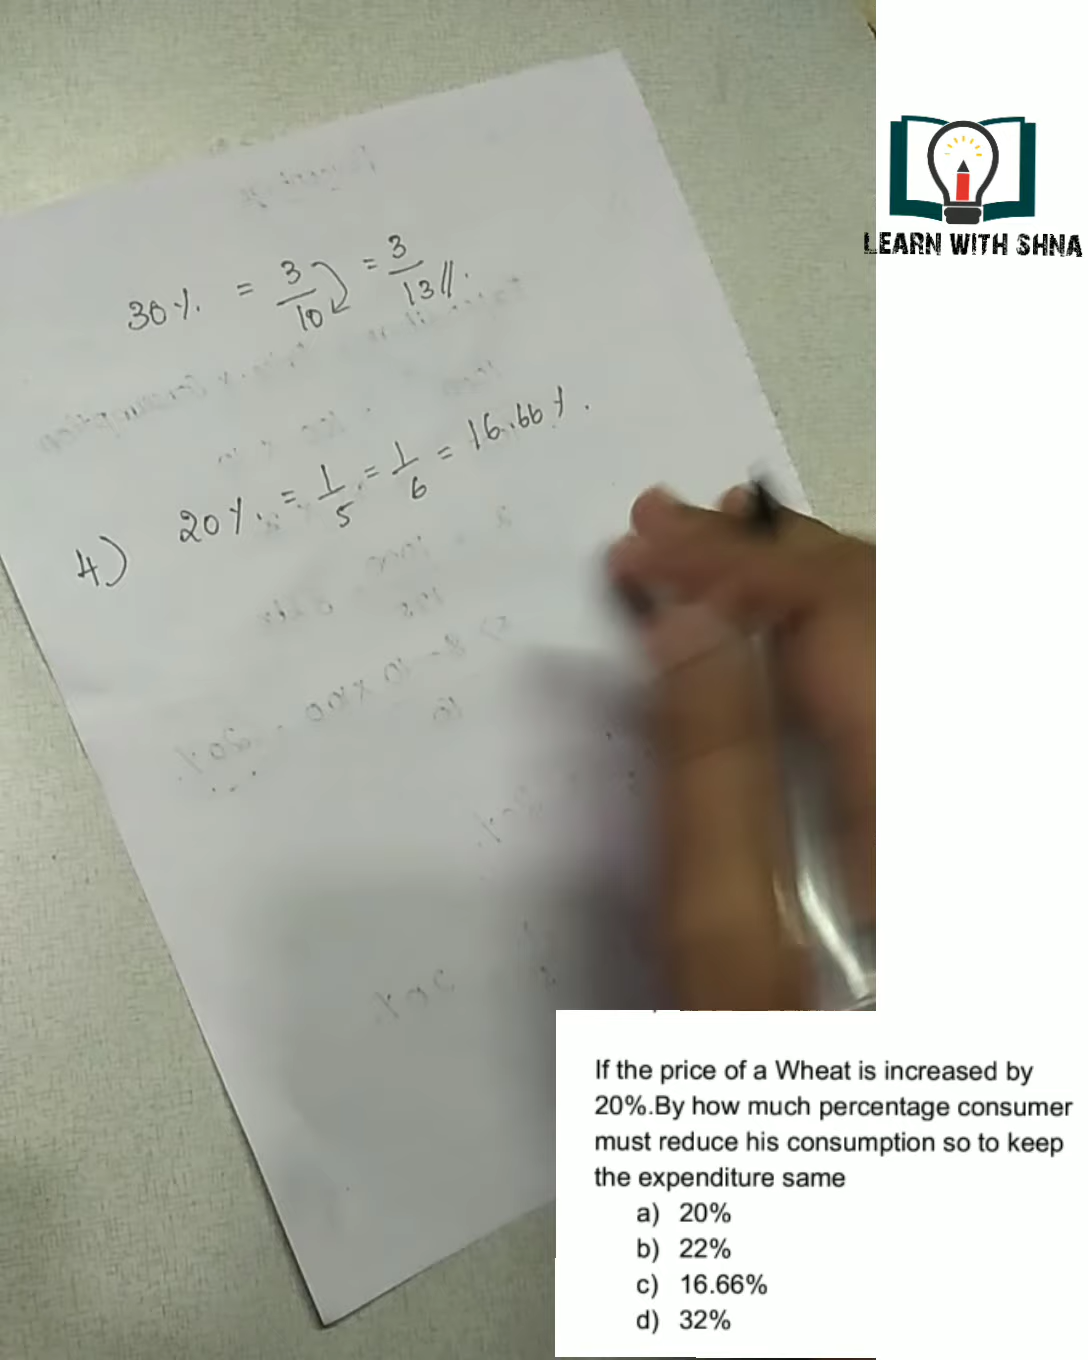 LEARN WITH SHNA
30%. = 3/10 = 3/13 //.
4) 20%. = 1/5 = 1/6 = 16.66%.
If the price of a Wheat is increased by
20%.By how much percentage consumer
must reduce his consumption so to keep
the expenditure same
a) 20%
b) 22%
c) 16.66%
d) 32%